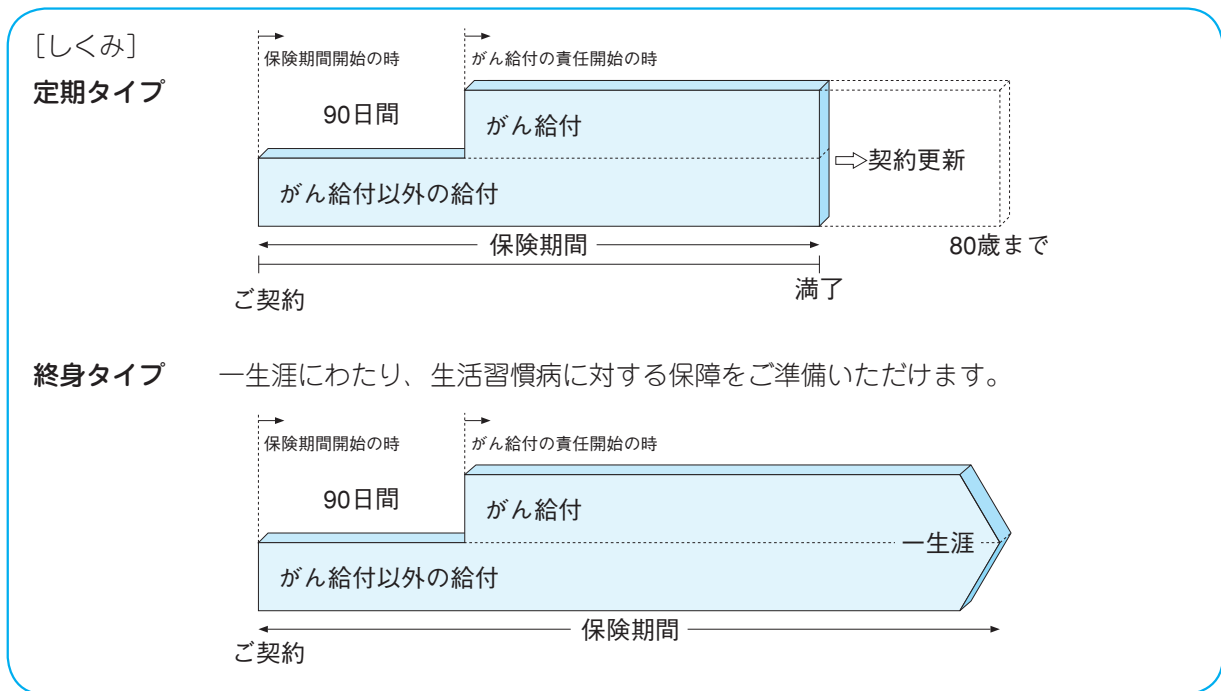 ［しくみ］
定期タイプ
保険期間開始の時
がん給付の責任開始の時
90日間
がん給付
⇨契約更新
がん給付以外の給付
保険期間
80歳まで
満了
ご契約
終身タイプ 一生涯にわたり、生活習慣病に対する保障をご準備いただけます。
保険期間開始の時
がん給付の責任開始の時
90日間
がん給付
一生涯
がん給付以外の給付
保険期間
ご契約